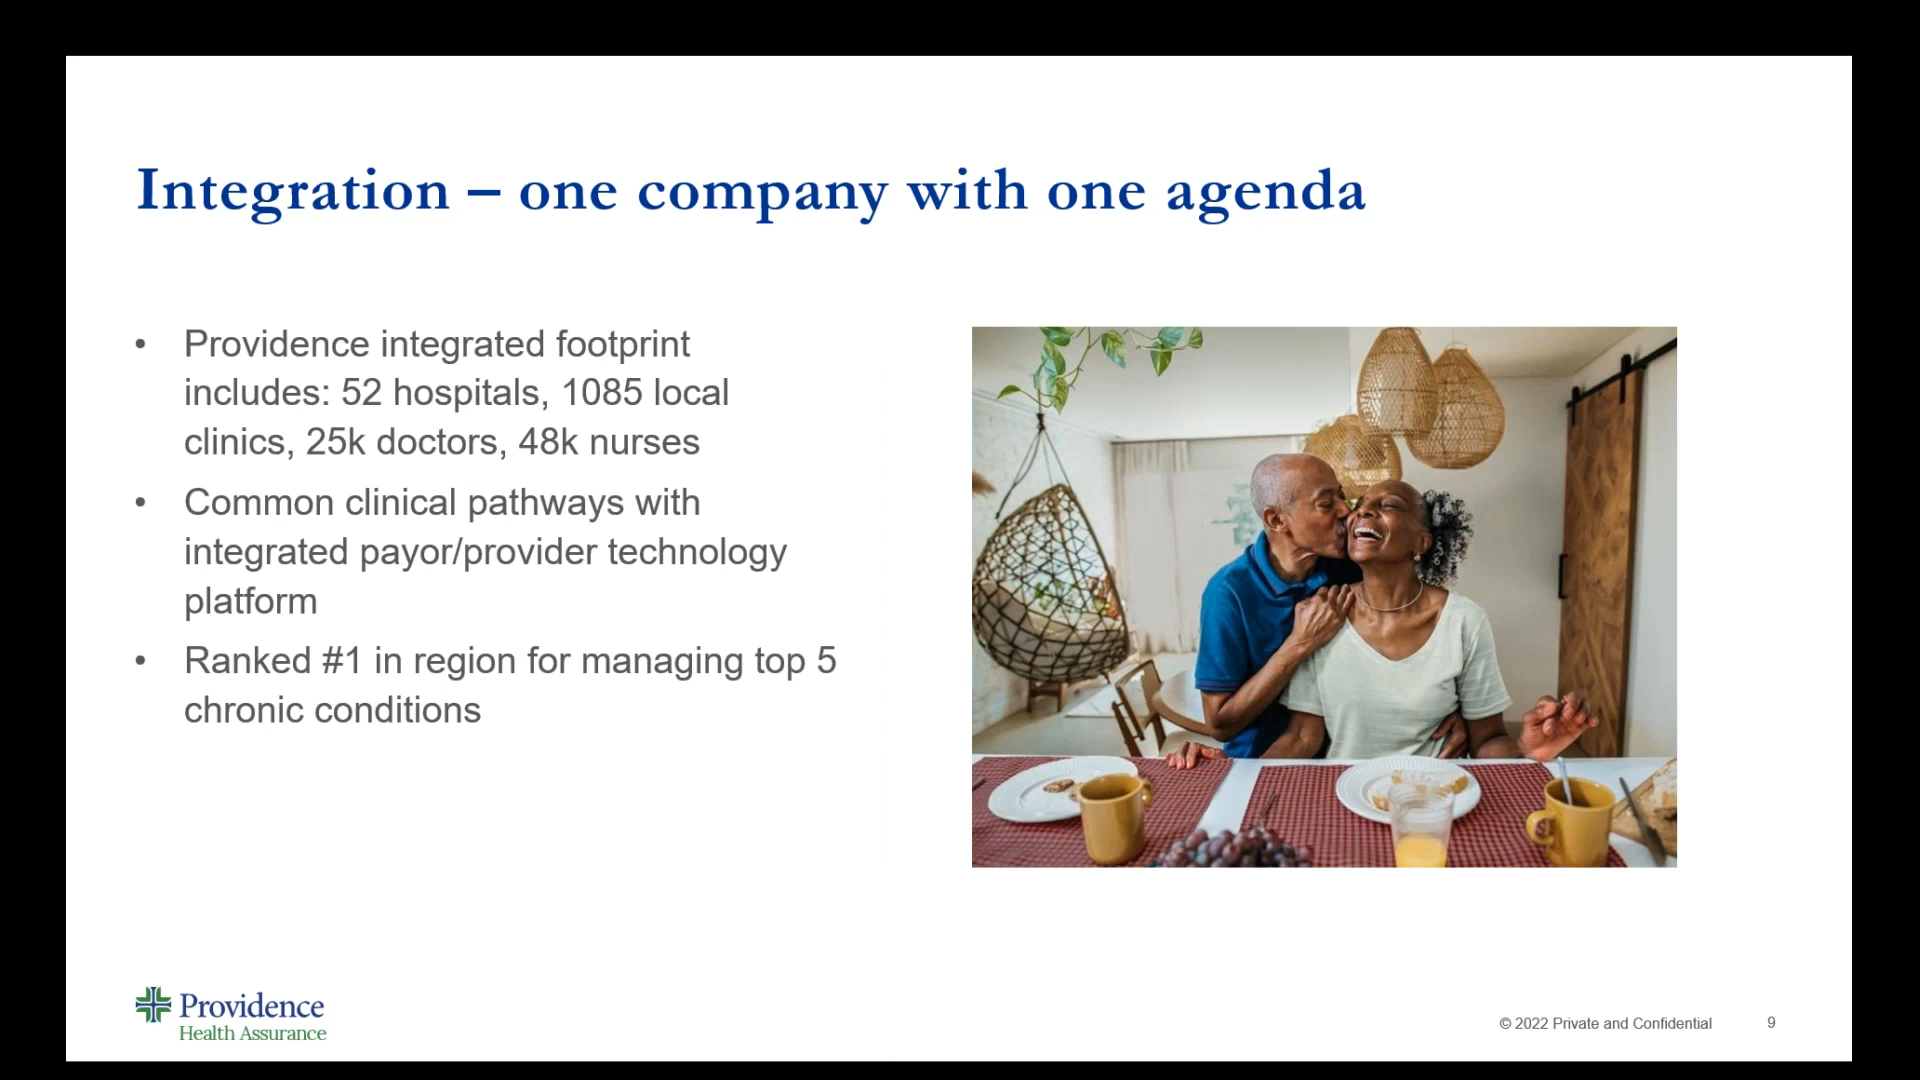 Integration – one company with one agenda
• Providence integrated footprint
includes: 52 hospitals, 1085 local
clinics, 25k doctors, 48k nurses
• Common clinical pathways with
integrated payor/provider technology
platform
• Ranked #1 in region for managing top 5
chronic conditions
Providence
Health Assurance
© 2022 Private and Confidential
9